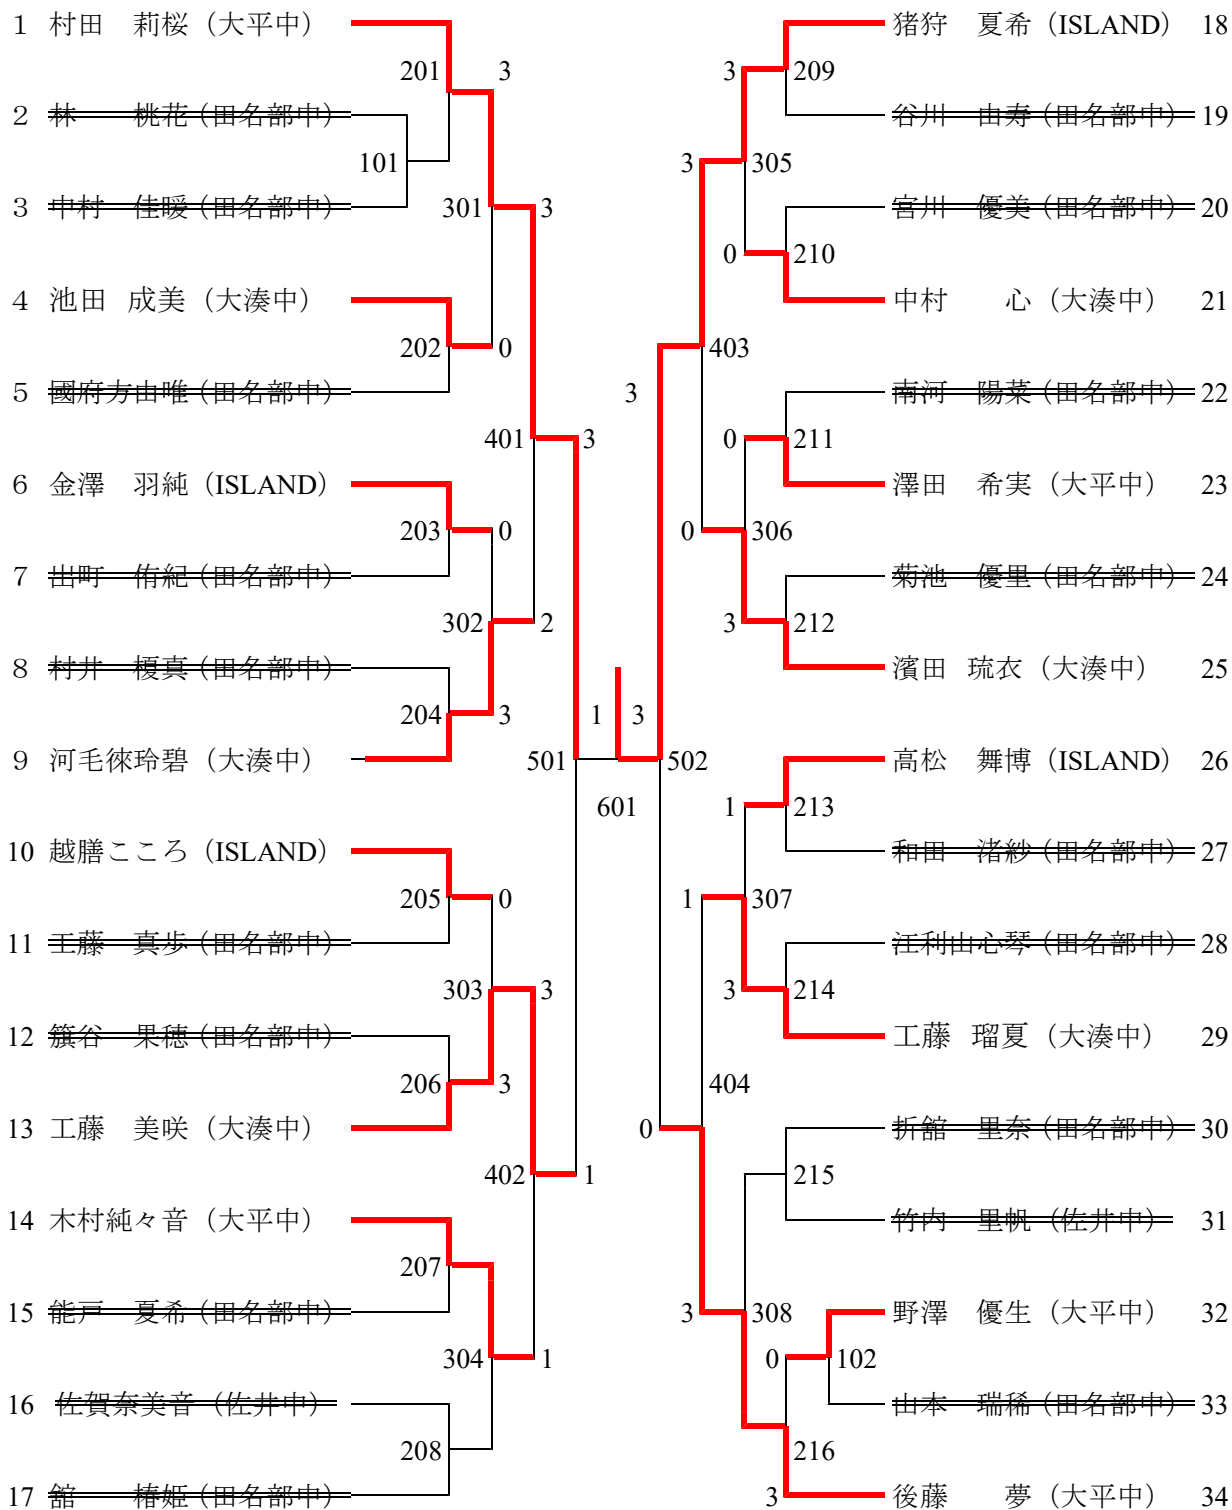 1 村田　莉桜（大平中）
2 林　　桃花（田名部中）
3 中村　佳暖（田名部中）
4 池田 成美（大湊中）
5 國府方由唯（田名部中）
6 金澤　羽純（ISLAND）
7 出町　侑紀（田名部中）
8 村井　榎真（田名部中）
9 河毛徠玲碧（大湊中）
10 越膳こころ（ISLAND）
11 工藤　真歩（田名部中）
12 簱谷　果穂（田名部中）
13 工藤　美咲（大湊中）
14 木村純々音（大平中）
15 能戸　夏希（田名部中）
16 佐賀奈美音（佐井中）
17 舘　　椿姫（田名部中）
201 3
101
301 3
202 0
401 3
203 0
302 2
204 3
501 1 3 502
601
205 0
303 3
206 3
402 1
207
304 1
208
3 209
3 305
0 210
403
3
0 211
0 306
3 212
1 213
1 307
3 214
404
0
215
3 308
0 102
216
3
猪狩　夏希（ISLAND） 18
谷川　由寿（田名部中） 19
宮川　優美（田名部中） 20
中村　　心（大湊中） 21
南河　陽菜（田名部中） 22
澤田　希実（大平中） 23
菊池　優里（田名部中） 24
濱田 琉衣（大湊中） 25
高松　舞博（ISLAND） 26
和田　渚紗（田名部中） 27
江利山心琴（田名部中） 28
工藤 瑠夏（大湊中） 29
折舘　里奈（田名部中） 30
竹内　里帆（佐井中） 31
野澤　優生（大平中） 32
山本　瑞稀（田名部中） 33
後藤　　夢（大平中） 34